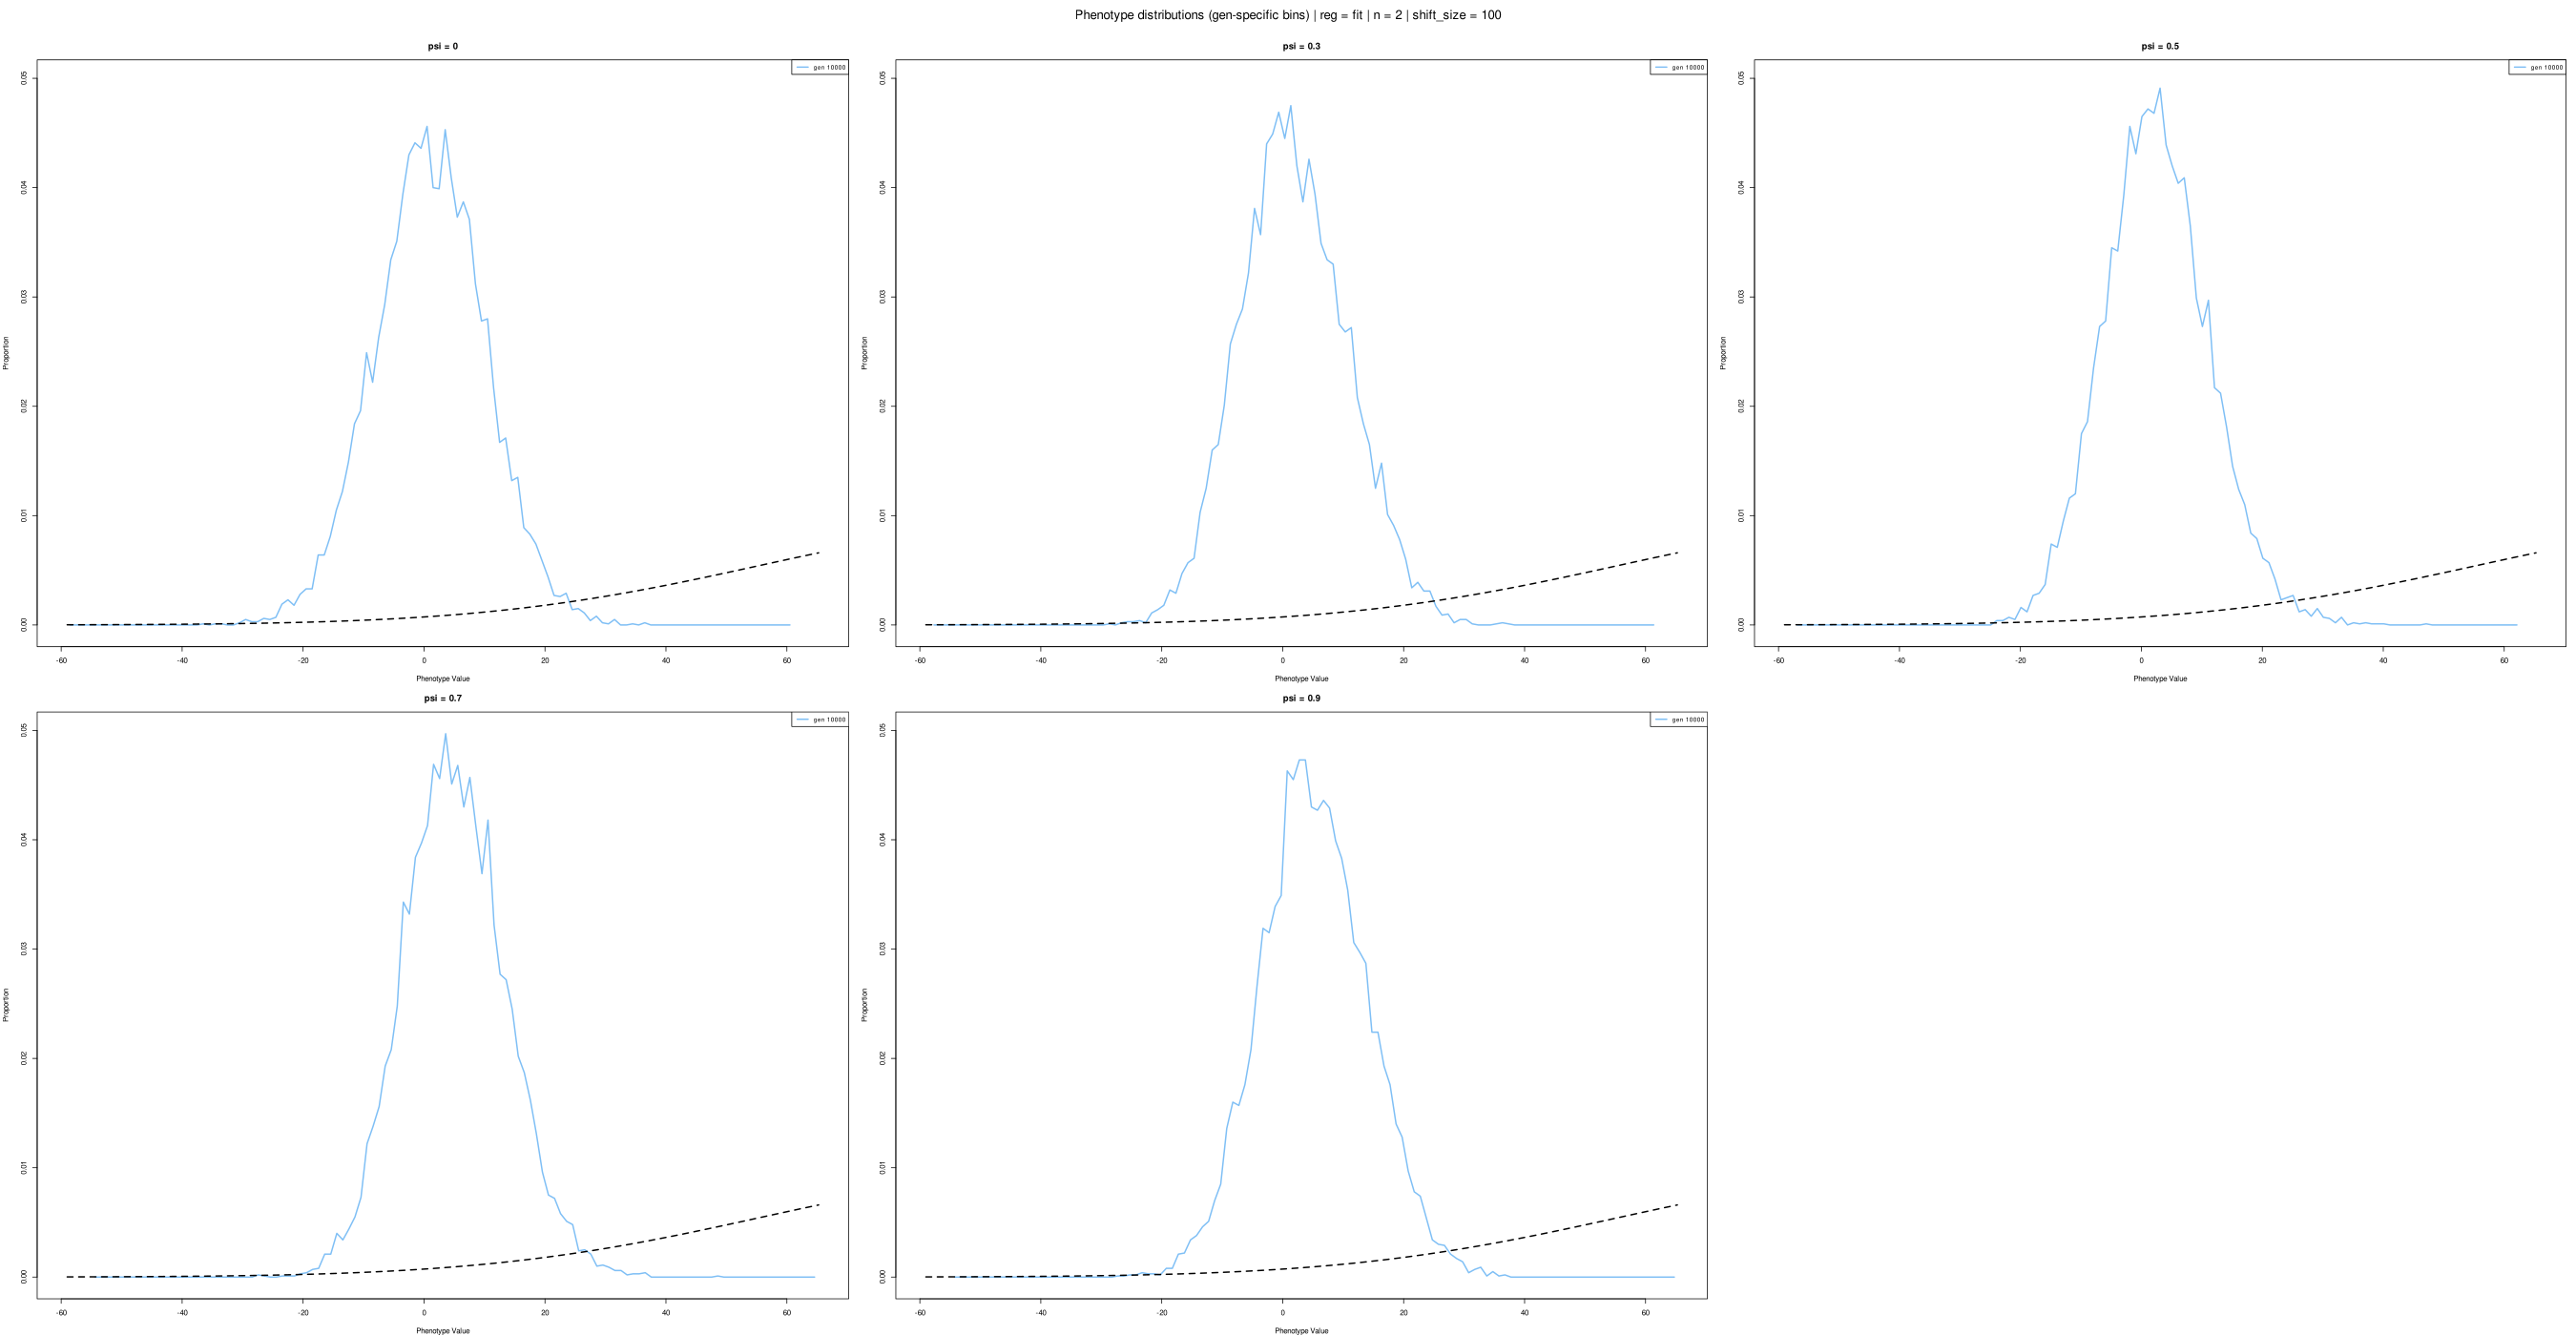 Phenotype distributions (gen-specific bins) | reg = fit | n = 2 | shift_size = 100
psi = 0
gen 10000
Proportion
0.05
0.04
0.03
0.02
0.01
0.00
-60 -40 -20 0 20 40 60
Phenotype Value
psi = 0.3
gen 10000
Proportion
0.05
0.04
0.03
0.02
0.01
0.00
-60 -40 -20 0 20 40 60
Phenotype Value
psi = 0.5
gen 10000
Proportion
0.05
0.04
0.03
0.02
0.01
0.00
-60 -40 -20 0 20 40 60
Phenotype Value
psi = 0.7
gen 10000
Proportion
0.05
0.04
0.03
0.02
0.01
0.00
-60 -40 -20 0 20 40 60
Phenotype Value
psi = 0.9
gen 10000
Proportion
0.05
0.04
0.03
0.02
0.01
0.00
-60 -40 -20 0 20 40 60
Phenotype Value